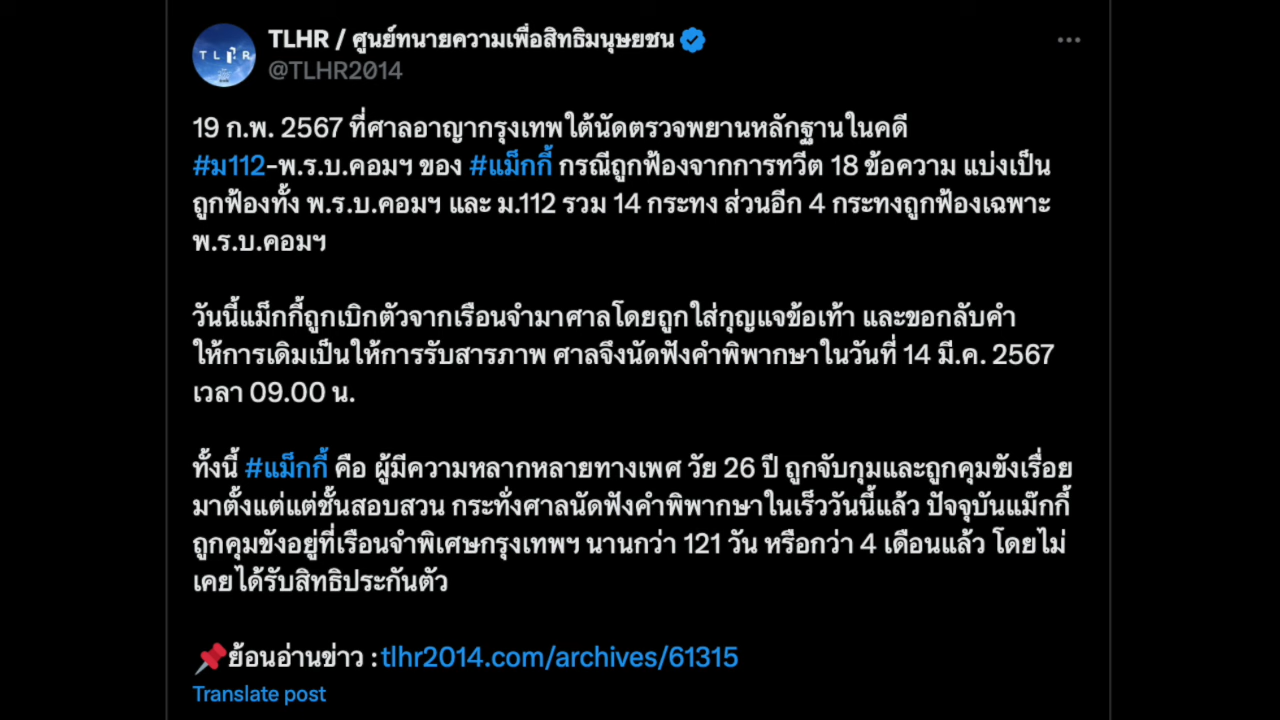 TLHR / ศูนย์ทนายความเพื่อสิทธิมนุษยชน
@TLHR2014
19 ก.พ. 2567 ที่ศาลอาญากรุงเทพใต้นัดตรวจพยานหลักฐานในคดี
#ม112-พ.ร.บ.คอมฯ ของ #แม็กกี้ กรณีถูกฟ้องจากการทวีต 18 ข้อความ แบ่งเป็น
ถูกฟ้องทั้ง พ.ร.บ.คอมฯ และ ม.112 รวม 14 กระทง ส่วนอีก 4 กระทงถูกฟ้องเฉพาะ
พ.ร.บ.คอมฯ
วันนี้แม็กกี้ถูกเบิกตัวจากเรือนจำมาศาลโดยถูกใส่กุญแจข้อเท้า และขอกลับคำ
ให้การเดิมเป็นให้การรับสารภาพ ศาลจึงนัดฟังคำพิพากษาในวันที่ 14 มี.ค. 2567
เวลา 09.00 น.
ทั้งนี้ #แม็กกี้ คือ ผู้มีความหลากหลายทางเพศ วัย 26 ปี ถูกจับกุมและถูกคุมขังเรื่อย
มาตั้งแต่แต่ชั้นสอบสวน กระทั่งศาลนัดฟังคำพิพากษาในเร็ววันนี้แล้ว ปัจจุบันแม๊กกี้
ถูกคุมขังอยู่ที่เรือนจำพิเศษกรุงเทพฯ นานกว่า 121 วัน หรือกว่า 4 เดือนแล้ว โดยไม่
เคยได้รับสิทธิประกันตัว
📌ย้อนอ่านข่าว : tlhr2014.com/archives/61315
Translate post